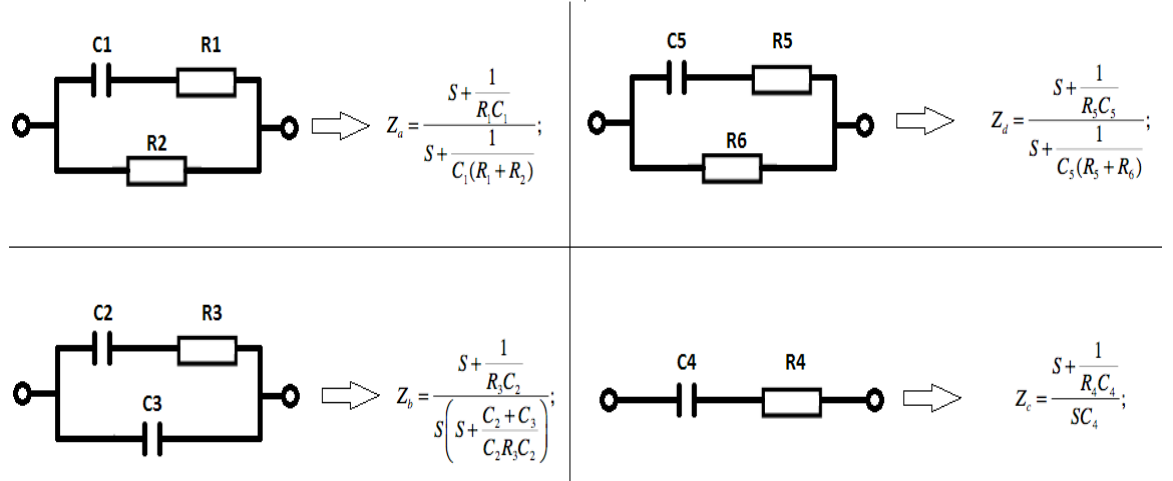 C1 R1
R2
Z_a = (S + 1/(R_1C_1)) / (S + 1/(C_1(R_1 + R_2)));
C5 R5
R6
Z_d = (S + 1/(R_5C_5)) / (S + 1/(C_5(R_5 + R_6)));
C2 R3
C3
Z_b = (S + 1/(R_3C_2)) / (S(S + (C_2 + C_3)/(C_2R_3C_2)));
C4 R4
Z_c = (S + 1/(R_4C_4)) / (SC_4);